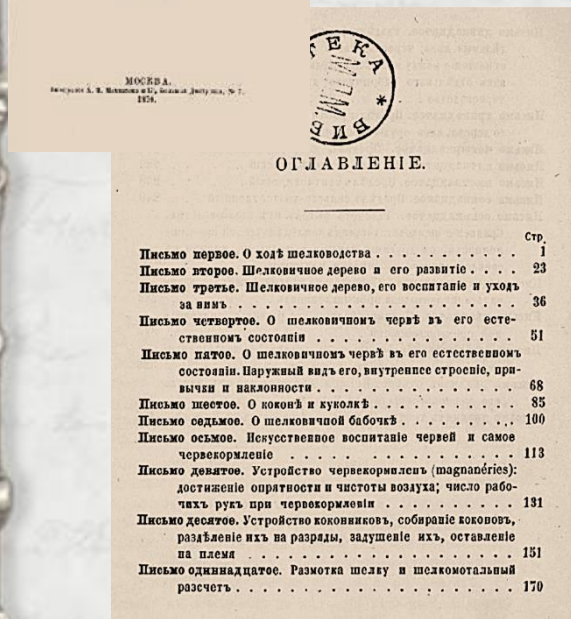 МОСКВА.
1870.
ТЕКА * БИБ
ОГЛАВЛЕНІЕ.
Стр.
Письмо первое. О ходѣ шелководства . . . . . . . . . . . . 1
Письмо второе. Шелковичное дерево и его развитіе . . . . 23
Письмо третье. Шелковичное дерево, его воспитаніе и уходъ
за нимъ . . . . . . . . . . . . . . . . . . . . . . . 36
Письмо четвертое. О шелковичномъ червѣ въ его есте-
ственномъ состояніи . . . . . . . . . . . . . . . . 51
Письмо пятое. О шелковичномъ червѣ въ его естественномъ
состояніи. Наружный видъ его, внутреннее строеніе, при-
вычки и наклонности . . . . . . . . . . . . . . . . 68
Письмо шестое. О коконѣ и куколкѣ . . . . . . . . . . . . 85
Письмо седьмое. О шелковичной бабочкѣ . . . . . . . . . . 100
Письмо осьмое. Искусственное воспитаніе червей и самое
червекормленіе . . . . . . . . . . . . . . . . . . 113
Письмо девятое. Устройство червекормиленъ (magnanéries):
достиженіе опрятности и чистоты воздуха; число рабо-
чихъ рукъ при червекормленіи . . . . . . . . . . . . 131
Письмо десятое. Устройство коконниковъ, собираніе коконовъ,
раздѣленіе ихъ на разряды, задушеніе ихъ, оставленіе
на племя . . . . . . . . . . . . . . . . . . . . . . 151
Письмо одиннадцатое. Размотка шелку и шелкомотальный
разсчетъ . . . . . . . . . . . . . . . . . . . . . . 170